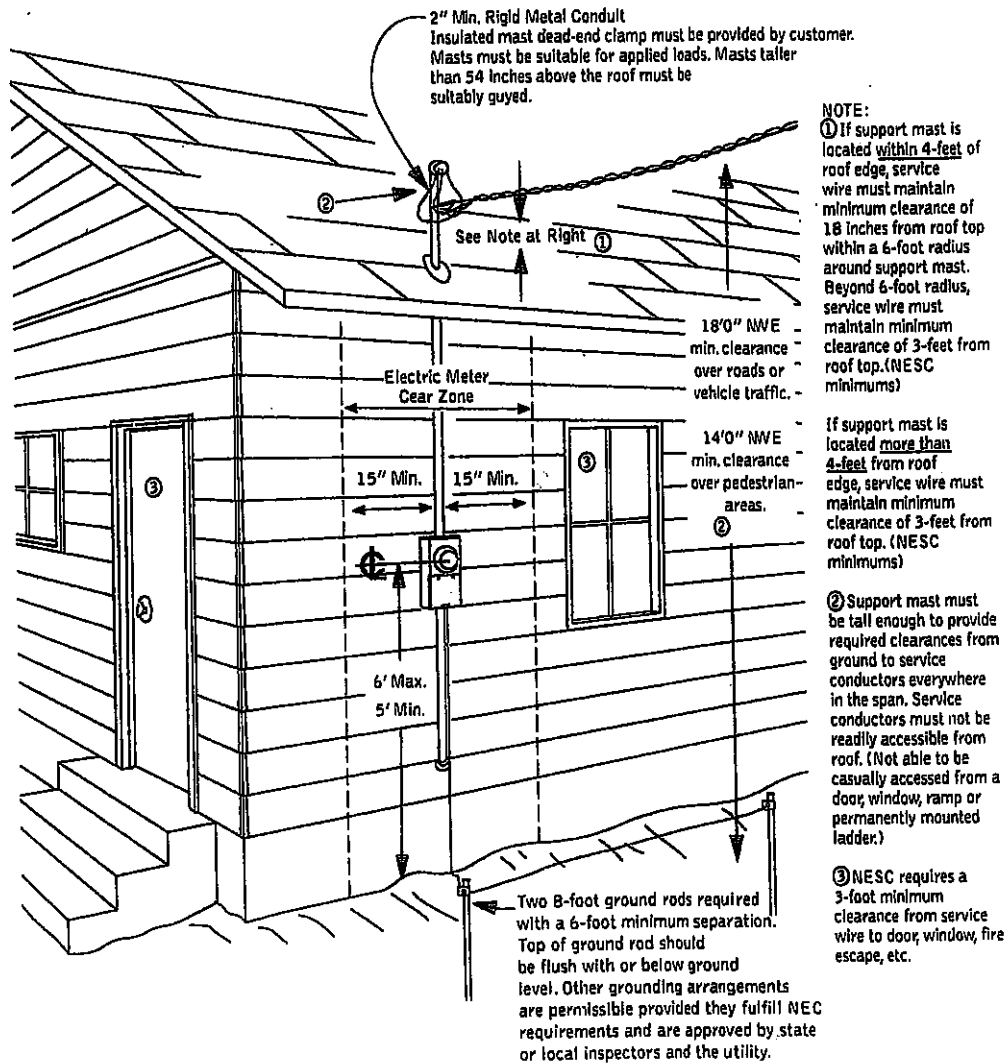 2" Min. Rigid Metal Conduit
Insulated mast dead-end clamp must be provided by customer.
Masts must be suitable for applied loads. Masts taller
than 54 inches above the roof must be
suitably guyed.
②
See Note at Right ①
18'0" NWE
min. clearance
over roads or
vehicle traffic.
Electric Meter
Cear Zone
14'0" NWE
min. clearance
over pedestrian
areas.
②
③
③
15" Min.
15" Min.
6' Max.
5' Min.
Two 8-foot ground rods required
with a 6-foot minimum separation.
Top of ground rod should
be flush with or below ground
level. Other grounding arrangements
are permissible provided they fulfill NEC
requirements and are approved by state
or local inspectors and the utility.
NOTE:
① If support mast is
located within 4-feet of
roof edge, service
wire must maintain
minimum clearance of
18 inches from roof top
within a 6-foot radius
around support mast.
Beyond 6-foot radius,
service wire must
maintain minimum
clearance of 3-feet from
roof top.(NESC
minimums)
If support mast is
located more than
4-feet from roof
edge, service wire must
maintain minimum
clearance of 3-feet from
roof top. (NESC
minimums)
② Support mast must
be tall enough to provide
required clearances from
ground to service
conductors everywhere
in the span. Service
conductors must not be
readily accessible from
roof. (Not able to be
casually accessed from a
door, window, ramp or
permanently mounted
ladder.)
③ NESC requires a
3-foot minimum
clearance from service
wire to door, window, fire
escape, etc.